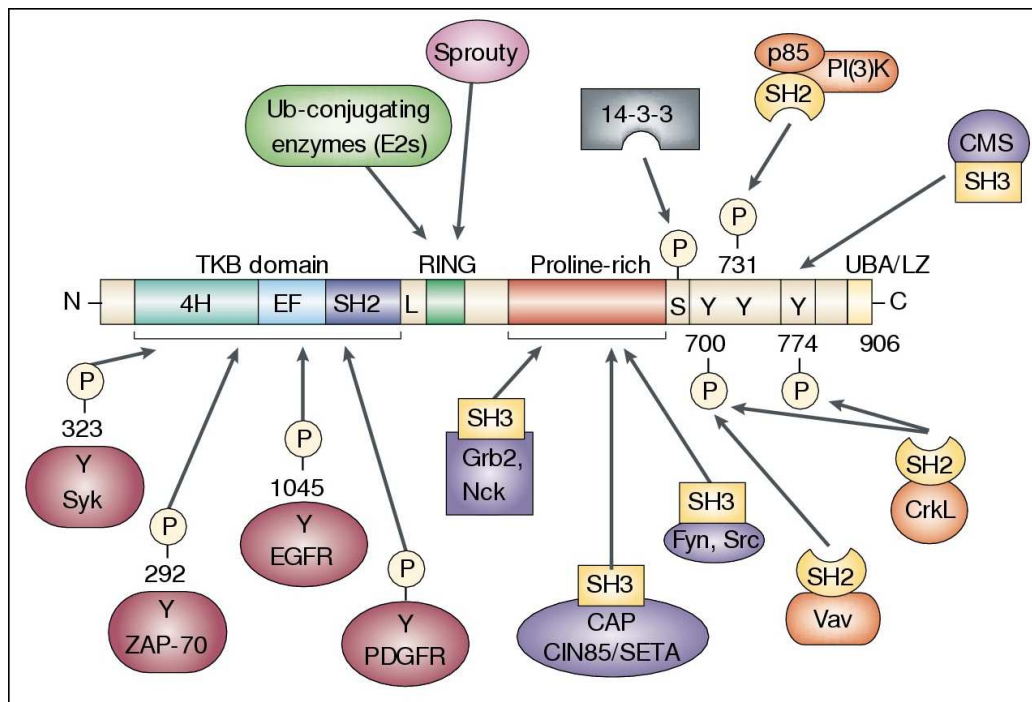 Sprouty
p85
PI(3)K
SH2
Ub-conjugating
enzymes (E2s)
14-3-3
CMS
SH3
P
P
TKB domain
RING
Proline-rich
731
UBA/LZ
N
4H
EF
SH2
L
S
Y
Y
Y
C
700
774
906
P
323
Y
Syk
P
292
Y
ZAP-70
P
1045
Y
EGFR
P
Y
PDGFR
SH3
Grb2,
Nck
SH3
CAP
CIN85/SETA
SH3
Fyn, Src
P
P
SH2
Vav
SH2
CrkL